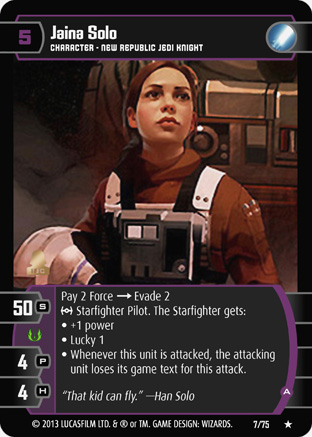 5
Jaina Solo
CHARACTER - NEW REPUBLIC JEDI KNIGHT
50 S
Pay 2 Force → Evade 2
Starfighter Pilot. The Starfighter gets:
• +1 power
• Lucky 1
4 P
• Whenever this unit is attacked, the attacking
unit loses its game text for this attack.
4 H
“That kid can fly.” —Han Solo
A
© 2013 LUCASFILM LTD. & ® or TM. GAME DESIGN: WIZARDS. 7/75 ★